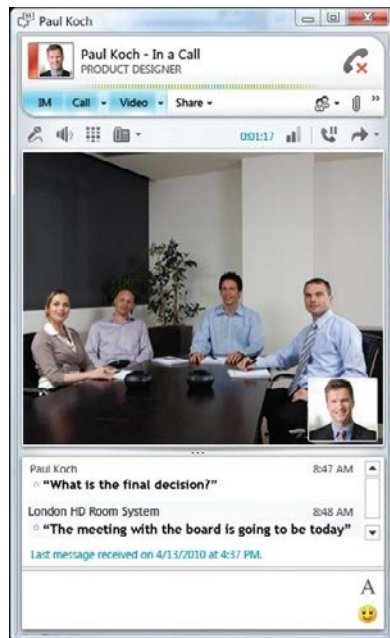 Paul Koch
Paul Koch - In a Call
PRODUCT DESIGNER
IM Call Video Share
0:01:17
Paul Koch 8:47 AM
"What is the final decision?"
London HD Room System 8:48 AM
"The meeting with the board is going to be today"
Last message received on 4/13/2010 at 4:37 PM.
A